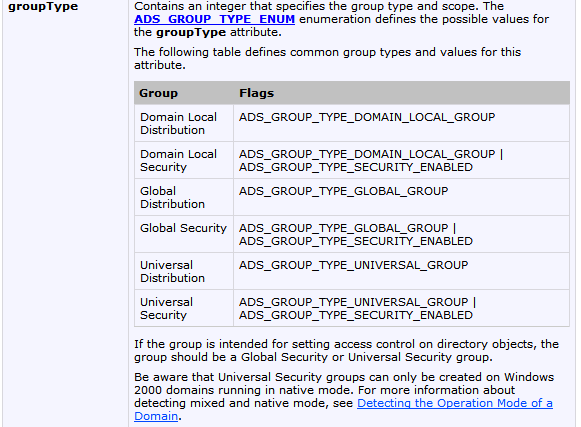 groupType
Contains an integer that specifies the group type and scope. The
ADS_GROUP_TYPE_ENUM enumeration defines the possible values for
the groupType attribute.
The following table defines common group types and values for this
attribute.
Group Flags
Domain Local
Distribution
ADS_GROUP_TYPE_DOMAIN_LOCAL_GROUP
Domain Local
Security
ADS_GROUP_TYPE_DOMAIN_LOCAL_GROUP |
ADS_GROUP_TYPE_SECURITY_ENABLED
Global
Distribution
ADS_GROUP_TYPE_GLOBAL_GROUP
Global Security
ADS_GROUP_TYPE_GLOBAL_GROUP |
ADS_GROUP_TYPE_SECURITY_ENABLED
Universal
Distribution
ADS_GROUP_TYPE_UNIVERSAL_GROUP
Universal
Security
ADS_GROUP_TYPE_UNIVERSAL_GROUP |
ADS_GROUP_TYPE_SECURITY_ENABLED
If the group is intended for setting access control on directory objects, the
group should be a Global Security or Universal Security group.
Be aware that Universal Security groups can only be created on Windows
2000 domains running in native mode. For more information about
detecting mixed and native mode, see Detecting the Operation Mode of a
Domain.